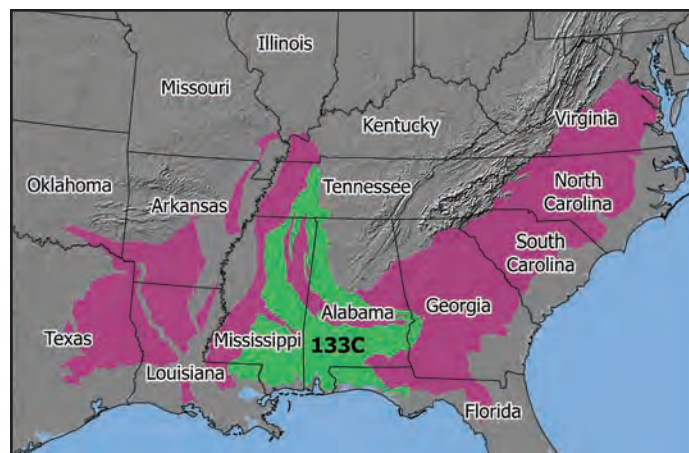 Illinois
Missouri
Kentucky
Virginia
Oklahoma
Arkansas
Tennessee
North
Carolina
South
Carolina
Texas
Mississippi
Alabama
Georgia
133C
Louisiana
Florida